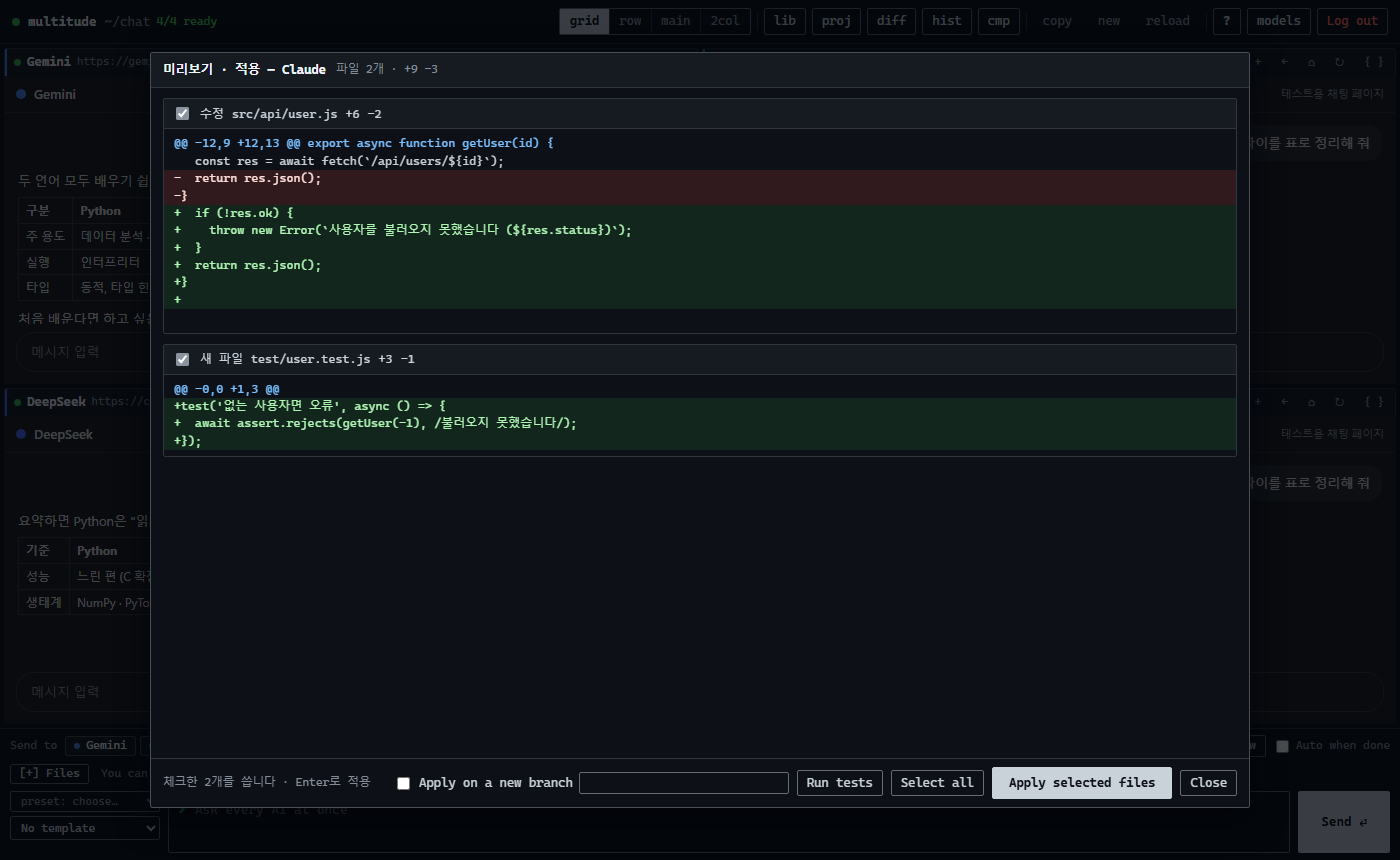 multitude ~/chat 4/4 ready
grid row main 2col lib proj diff hist cmp copy new reload ? models Log out
Gemini https://gem
Gemini
테스트용 채팅 페이지
이를 표로 정리해 줘
두 언어 모두 배우기 쉽
구분 Python
주 용도 데이터 분석
실행 인터프리터
타입 동적, 타입 힌
처음 배운다면 하고 싶은
메시지 입력
DeepSeek https://c
DeepSeek
테스트용 채팅 페이지
이를 표로 정리해 줘
요약하면 Python은 "읽
기준 Python
성능 느린 편 (C 확장
생태계 NumPy · PyTo
메시지 입력
미리보기 · 적용 — Claude 파일 2개 · +9 −3
수정 src/api/user.js +6 −2
@@ -12,9 +12,13 @@ export async function getUser(id) {
const res = await fetch(`/api/users/${id}`);
- return res.json();
-}
+ if (!res.ok) {
+ throw new Error(`사용자를 불러오지 못했습니다 (${res.status})`);
+ }
+ return res.json();
+}
+
새 파일 test/user.test.js +3 −1
@@ -0,0 +1,3 @@
+test('없는 사용자면 오류', async () => {
+ await assert.rejects(getUser(-1), /불러오지 못했습니다/);
+});
체크한 2개를 씁니다 · Enter로 적용 Apply on a new branch Run tests Select all Apply selected files Close
Send to Gemini
Auto when done
[+] Files You can
preset: choose…
No template
Ask every AI at once
Send ↵